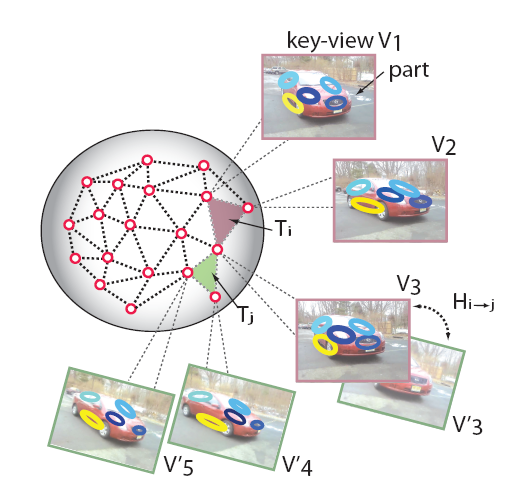 key-view V1
part
V2
Ti
V3
Hi→j
Tj
V'3
V'5
V'4